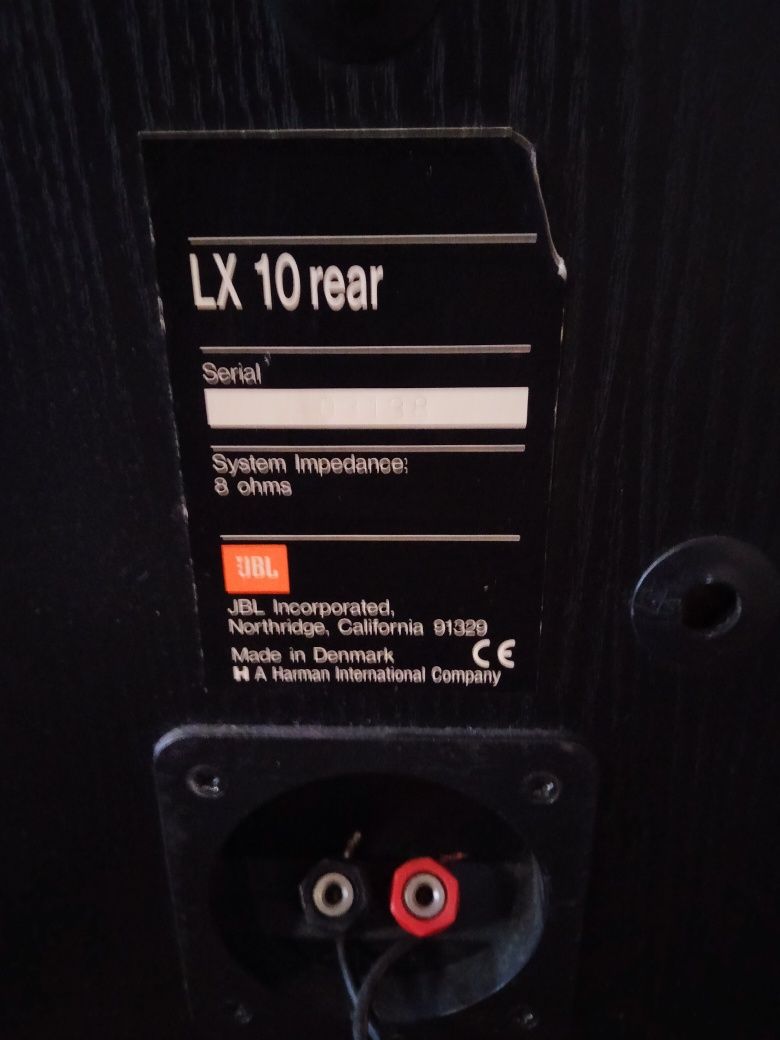 LX 10 rear
Serial
System Impedance:
8 ohms
JBL
JBL Incorporated,
Northridge, California 91329
Made in Denmark CE
H A Harman International Company